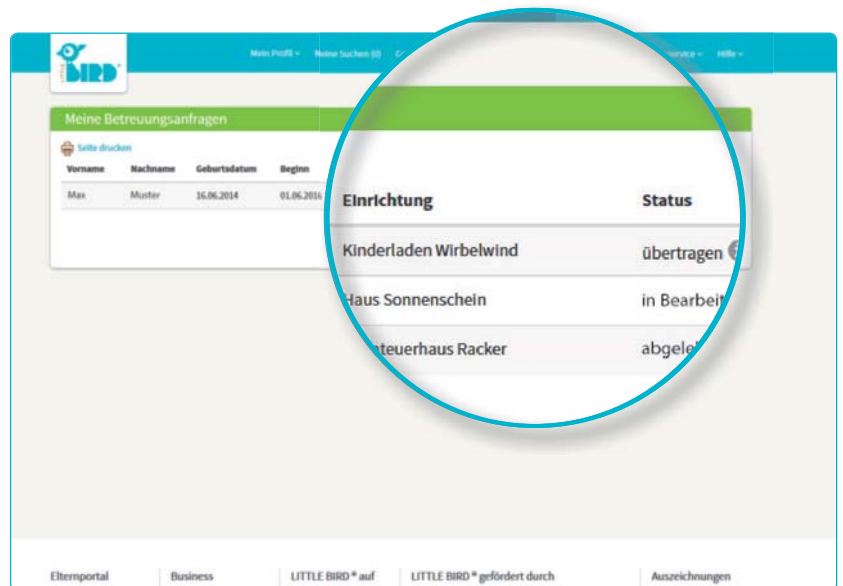 LITTLE BIRD
Mein Profil Meine Suchen (0) Service Hilfe
Meine Betreuungsanfragen
Seite drucken
Vorname Nachname Geburtsdatum Beginn
Max Muster 16.06.2014 01.06.2016
Einrichtung Status
Kinderladen Wirbelwind übertragen
Haus Sonnenschein in Bearbeit
teuerhaus Racker abgele
Elternportal Business LITTLE BIRD® auf LITTLE BIRD® gefördert durch Auszeichnungen